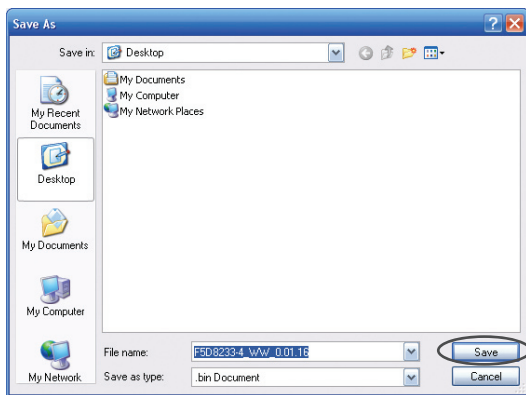 Save As
Save in:
Desktop
My Recent
Documents
Desktop
My Documents
My Computer
My Network
My Documents
My Computer
My Network Places
File name:
F5D8233-4_WW_0.01.16
Save
Save as type:
.bin Document
Cancel